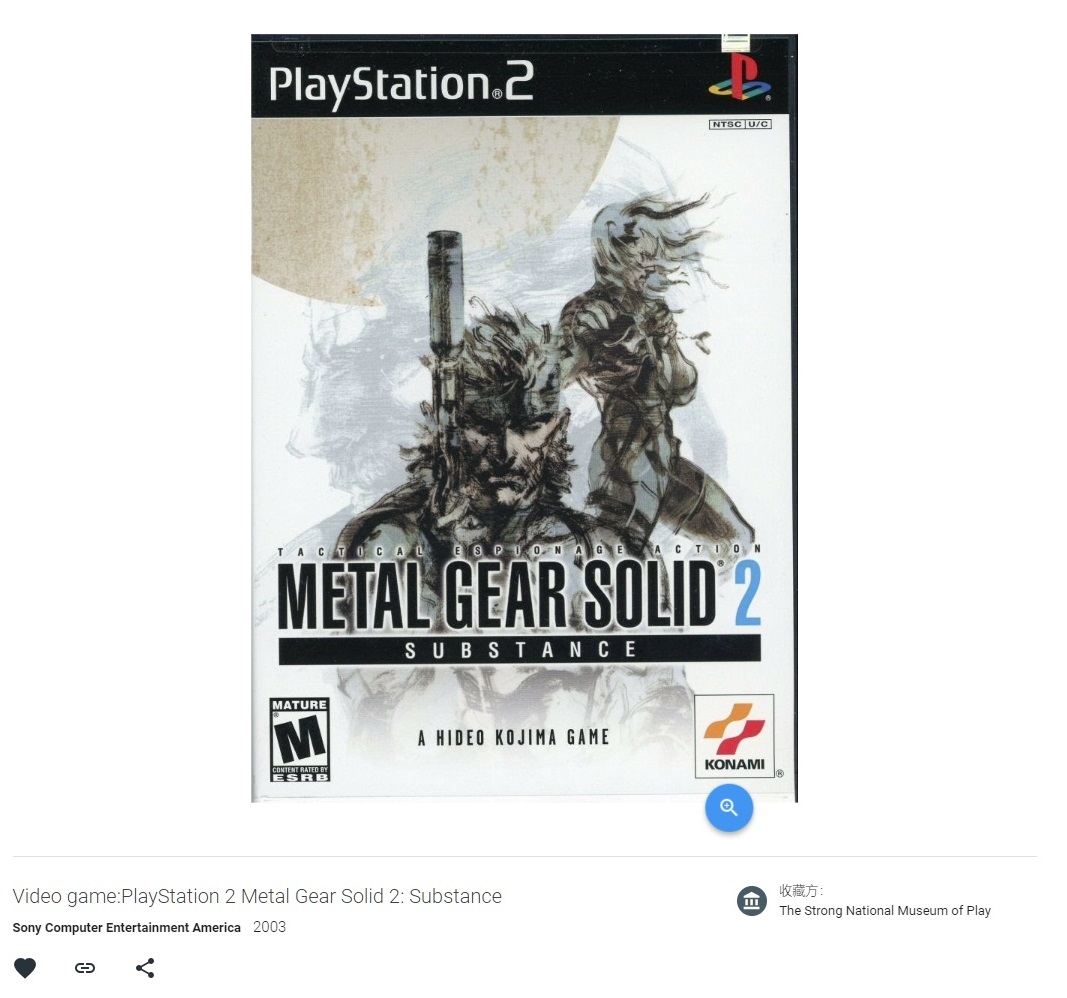 PlayStation®2
NTSC U/C
TACTICAL ESPIONAGE ACTION
METAL GEAR SOLID® 2
SUBSTANCE
MATURE
M
CONTENT RATED BY
ESRB
A HIDEO KOJIMA GAME
KONAMI
®
Video game:PlayStation 2 Metal Gear Solid 2: Substance
Sony Computer Entertainment America 2003
收藏方:
The Strong National Museum of Play